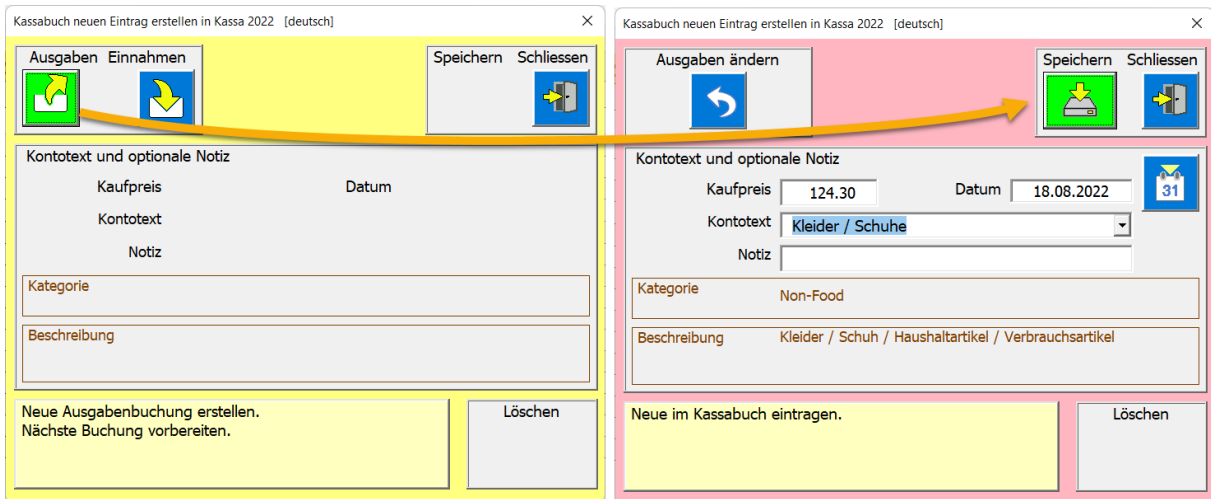 Kassabuch neuen Eintrag erstellen in Kassa 2022 [deutsch]
Ausgaben Einnahmen
Speichern Schliessen
Kontotext und optionale Notiz
Kaufpreis Datum
Kontotext
Notiz
Kategorie
Beschreibung
Neue Ausgabenbuchung erstellen.
Nächste Buchung vorbereiten.
Löschen
Kassabuch neuen Eintrag erstellen in Kassa 2022 [deutsch]
Ausgaben ändern
Speichern Schliessen
Kontotext und optionale Notiz
31
Kaufpreis 124.30 Datum 18.08.2022
Kontotext Kleider / Schuhe
Notiz
Kategorie Non-Food
Beschreibung Kleider / Schuh / Haushaltartikel / Verbrauchsartikel
Neue im Kassabuch eintragen.
Löschen